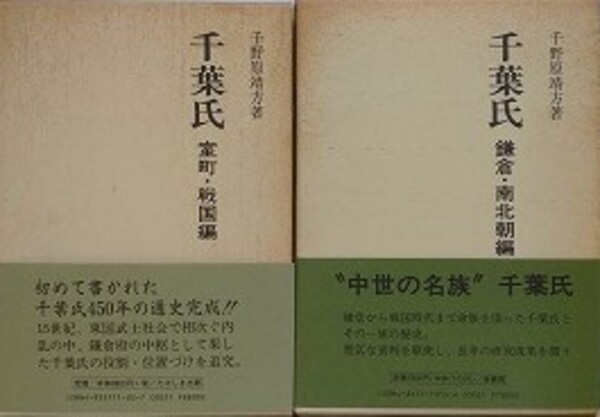 千野原靖方著
千葉氏
室町・戦国編
初めて書かれた
千葉氏450年の通史完成!!
15世紀、東国武士社会で相次ぐ内
乱の中、鎌倉府の中枢として果し
た千葉氏の役割・位置づけを追究。
千野原靖方著
千葉氏
鎌倉・南北朝編
"中世の名族" 千葉氏
鎌倉から戦国時代まで命脈を保った千葉氏と
その一族の歴史。
豊富な資料を駆使し、長年の研究成果を問う